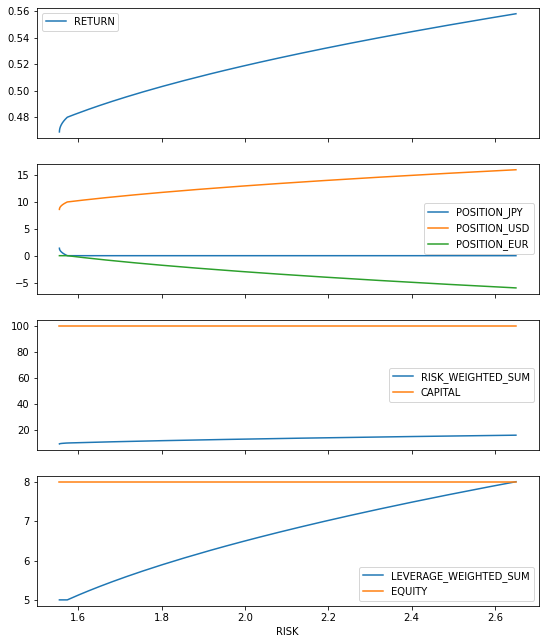 0.56
0.54
0.52
0.50
0.48
RETURN
15
10
5
0
−5
POSITION_JPY
POSITION_USD
POSITION_EUR
100
80
60
40
20
RISK_WEIGHTED_SUM
CAPITAL
8
7
6
5
LEVERAGE_WEIGHTED_SUM
EQUITY
1.6 1.8 2.0 2.2 2.4 2.6
RISK